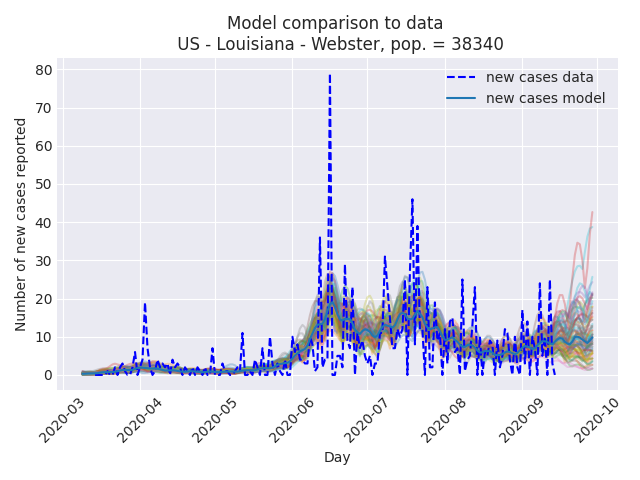 Model comparison to data
US - Louisiana - Webster, pop. = 38340
new cases data
new cases model
Number of new cases reported
80
70
60
50
40
30
20
10
0
2020-03
2020-04
2020-05
2020-06
2020-07
2020-08
2020-09
2020-10
Day